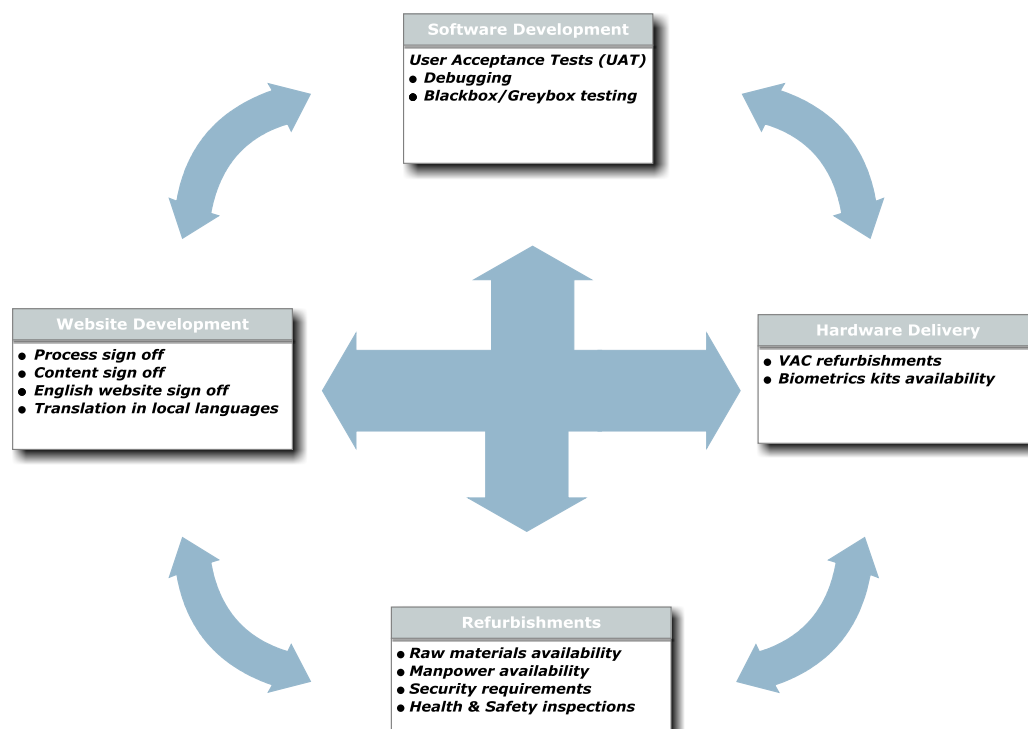 Software Development
User Acceptance Tests (UAT)
● Debugging
● Blackbox/Greybox testing
Website Development
● Process sign off
● Content sign off
● English website sign off
● Translation in local languages
Hardware Delivery
● VAC refurbishments
● Biometrics kits availability
Refurbishments
● Raw materials availability
● Manpower availability
● Security requirements
● Health & Safety inspections